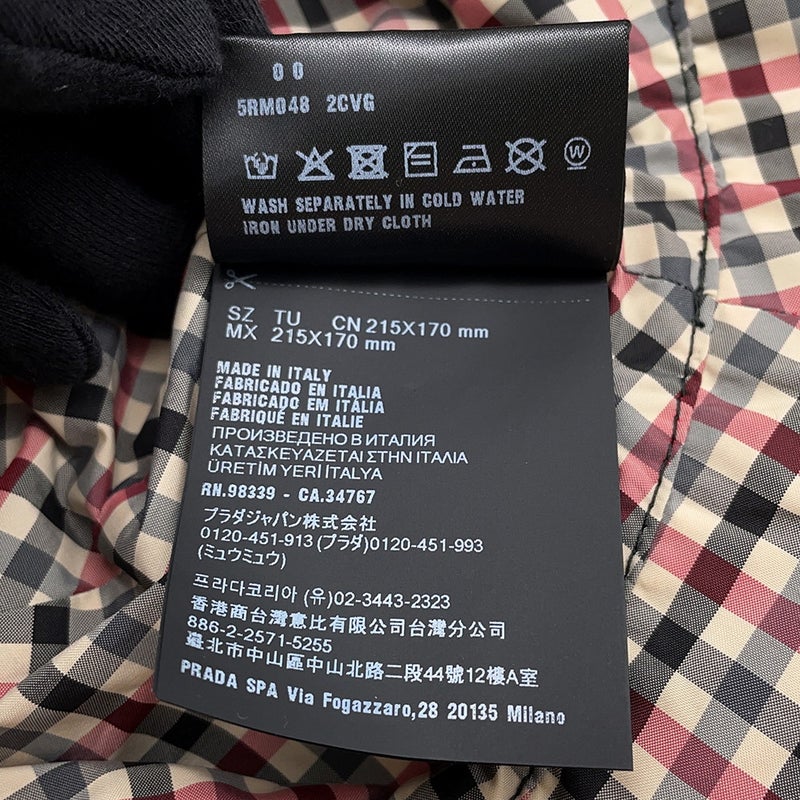 0 0
5RM048 2CVG
W
WASH SEPARATELY IN COLD WATER
IRON UNDER DRY CLOTH
SZ TU CN 215X170 mm
MX 215X170 mm
MADE IN ITALY
FABRICADO EN ITALIA
FABRICADO EM ITÁLIA
FABRIQUÉ EN ITALIE
ПРОИЗВЕДЕНО В ИТАЛИЯ
ΚΑΤΑΣΚΕΥΑΖΕΤΑΙ ΣΤΗΝ ΙΤΑΛΙΑ
ÜRETİM YERİ İTALYA
RN.98339 - CA.34767
プラダジャパン株式会社
0120-451-913 (プラダ)0120-451-993
(ミュウミュウ)
프라다코리아 (유)02-3443-2323
香港商台灣意比有限公司台灣分公司
886-2-2571-5255
臺北市中山區中山北路二段44號12樓A室
PRADA SPA Via Fogazzaro,28 20135 Milano